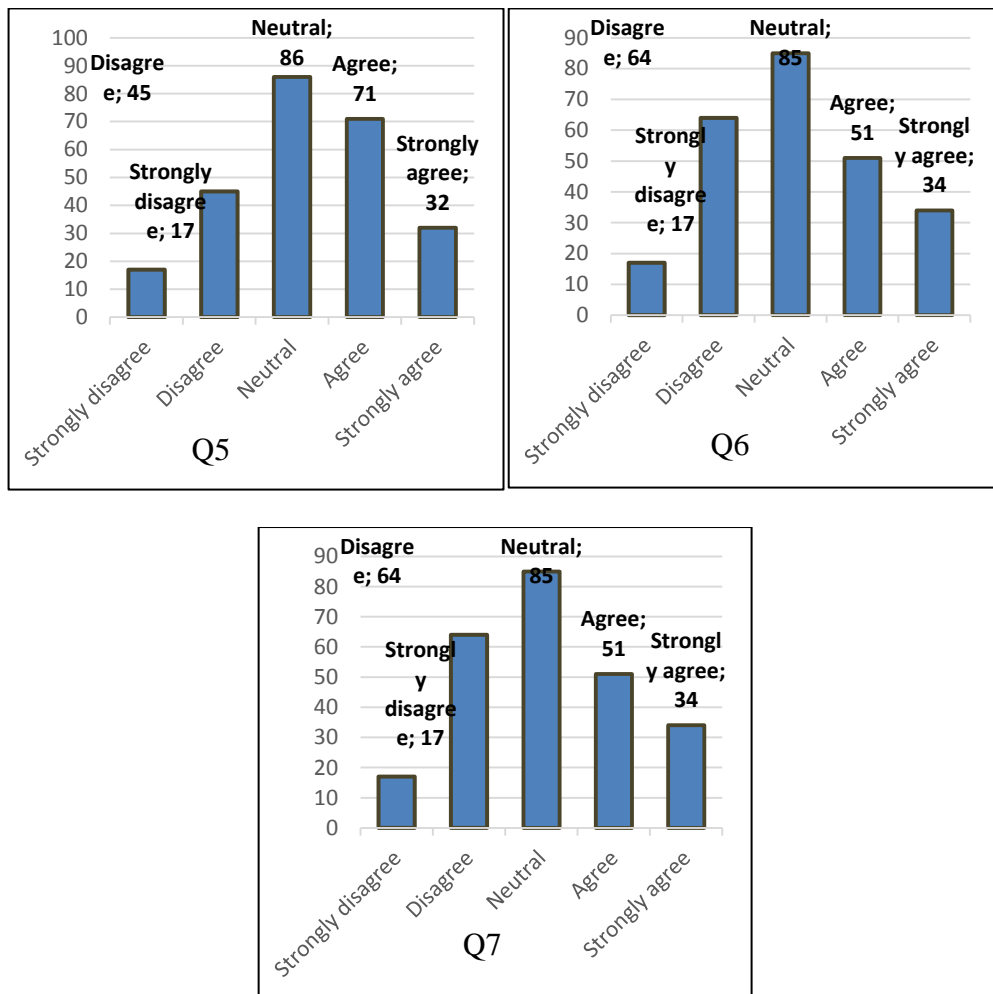 Neutral;
86
100
90
80
70
60
50
40
30
20
10
0
Disagre
e; 45
Agree;
71
Strongly
disagre
e; 17
Strongly
agree;
32
Strongly disagree
Disagree
Neutral
Agree
Strongly agree
Q5
Disagre
e; 64
Neutral;
85
90
80
70
60
50
40
30
20
10
0
Agree;
51
Strongl
y
disagre
e; 17
Strongl
y agree;
34
Strongly disagree
Disagree
Neutral
Agree
Strongly agree
Q6
Disagre
e; 64
Neutral;
85
90
80
70
60
50
40
30
20
10
0
Agree;
51
Strongl
y
disagre
e; 17
Strongl
y agree;
34
Strongly disagree
Disagree
Neutral
Agree
Strongly agree
Q7